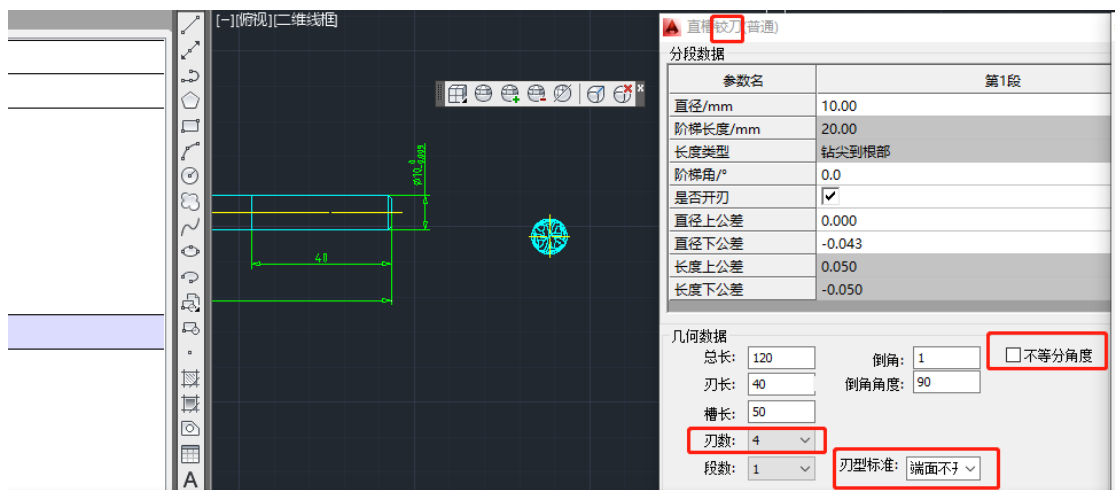 [-][俯视][二维线框]
A
40
直槽铰刀(普通)
分段数据
参数名 第1段
直径/mm 10.00
阶梯长度/mm 20.00
长度类型 钻尖到根部
阶梯角/° 0.0
是否开刃
直径上公差 0.000
直径下公差 -0.043
长度上公差 0.050
长度下公差 -0.050
几何数据
总长: 120 倒角: 1 不等分角度
刃长: 40 倒角角度: 90
槽长: 50
刃数: 4
段数: 1 刃型标准: 端面不